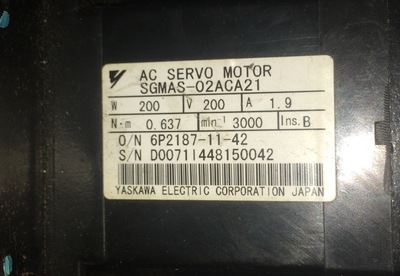 AC SERVO MOTOR
SGMAS-02ACA21
W 200 V 200 A 1.9
N·m 0.637 min⁻¹ 3000 Ins. B
O/N 6P2187-11-42
S/N D0071I448150042
YASKAWA ELECTRIC CORPORATION JAPAN